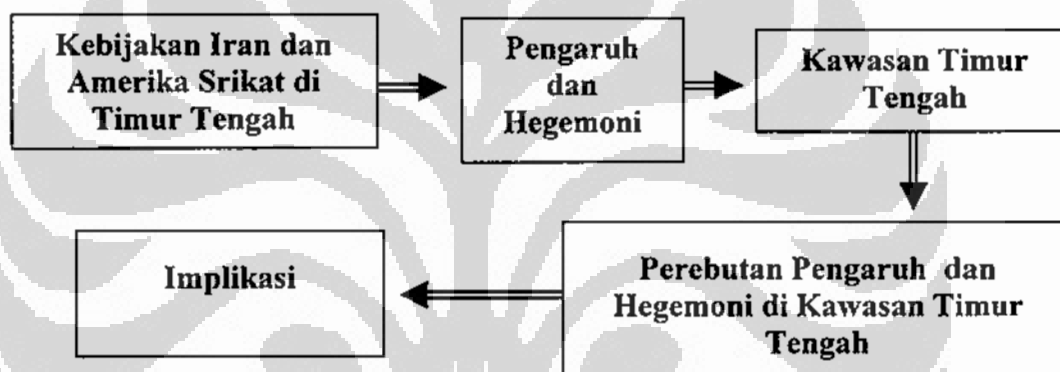 Kebijakan Iran dan
Amerika Srikat di
Timur Tengah
Pengaruh
dan
Hegemoni
Kawasan Timur
Tengah
Perebutan Pengaruh dan
Hegemoni di Kawasan Timur
Tengah
Implikasi